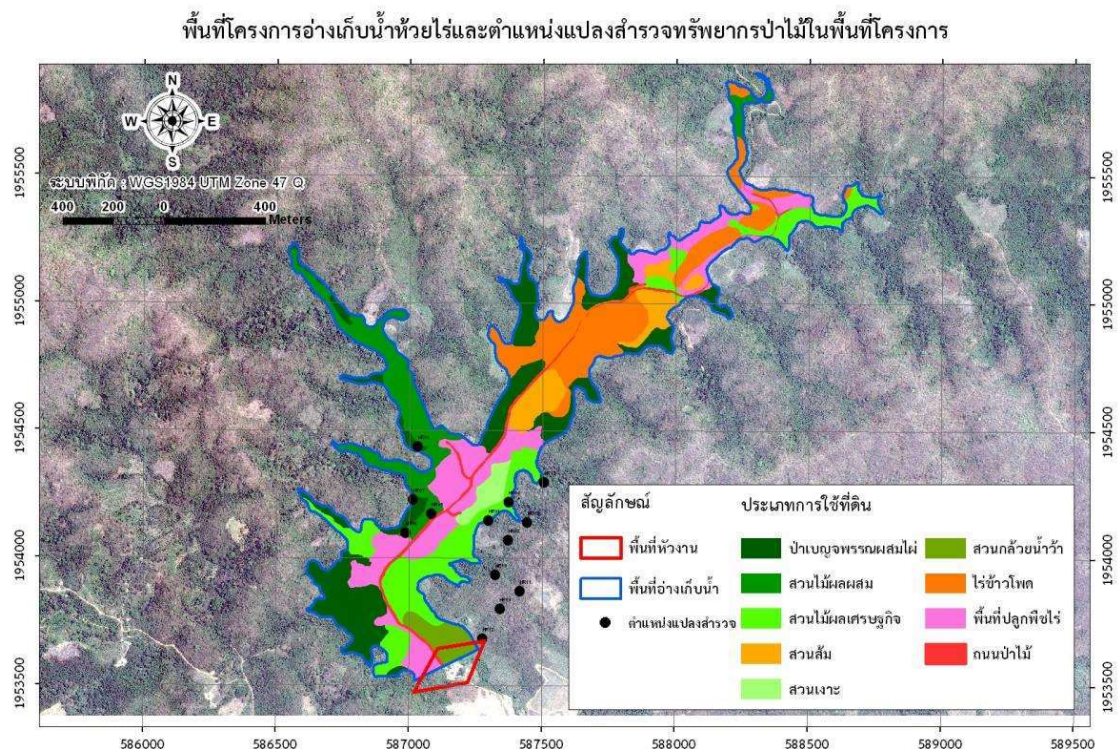 พื้นที่โครงการอ่างเก็บน้ำห้วยไร่และตำแหน่งแปลงสำรวจทรัพยากรป่าไม้ในพื้นที่โครงการ
N
W E
S
ระบบพิกัด : WGS1984 UTM Zone 47 Q
400 200 0 400
Meters
1955500 1955500
1955000 1955000
1954500 1954500
1954000 1954000
1953500 1953500
สัญลักษณ์ ประเภทการใช้ที่ดิน
พื้นที่หัวงาน ป่าเบญจพรรณผสมไผ่ สวนกล้วยน้ำว้า
พื้นที่อ่างเก็บน้ำ สวนไม้ผลผสม ไร่ข้าวโพด
ตำแหน่งแปลงสำรวจ สวนไม้ผลเศรษฐกิจ พื้นที่ปลูกพืชไร่
สวนส้ม ถนนป่าไม้
สวนเงาะ
586000 586500 587000 587500 588000 588500 589000 589500